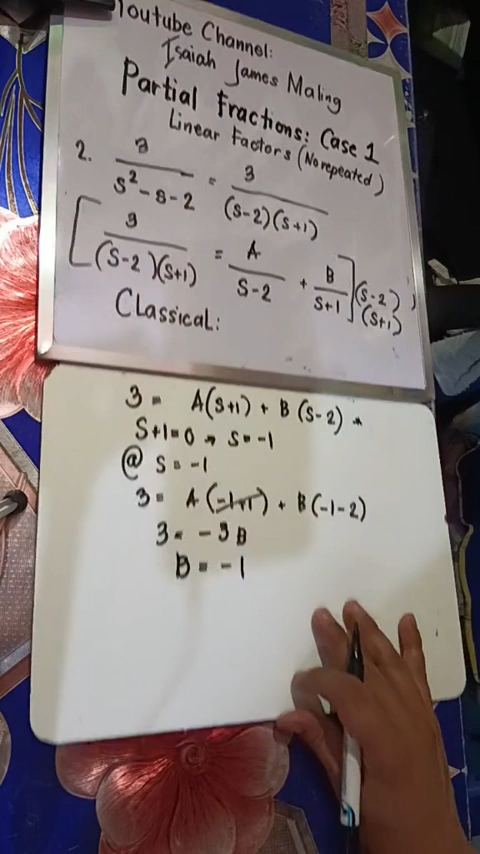 Youtube Channel:
Isaiah James Maling
Partial Fractions: Case 1
Linear Factors (No repeated)
2. 3/(s²-s-2) = 3/((s-2)(s+1))
[3/((s-2)(s+1)) = A/(s-2) + B/(s+1)](s-2)(s+1)
Classical:
3 = A(s+1) + B(s-2)
s+1=0 → s=-1
@ s=-1
3 = A(-1+1) + B(-1-2)
3 = -3B
B = -1